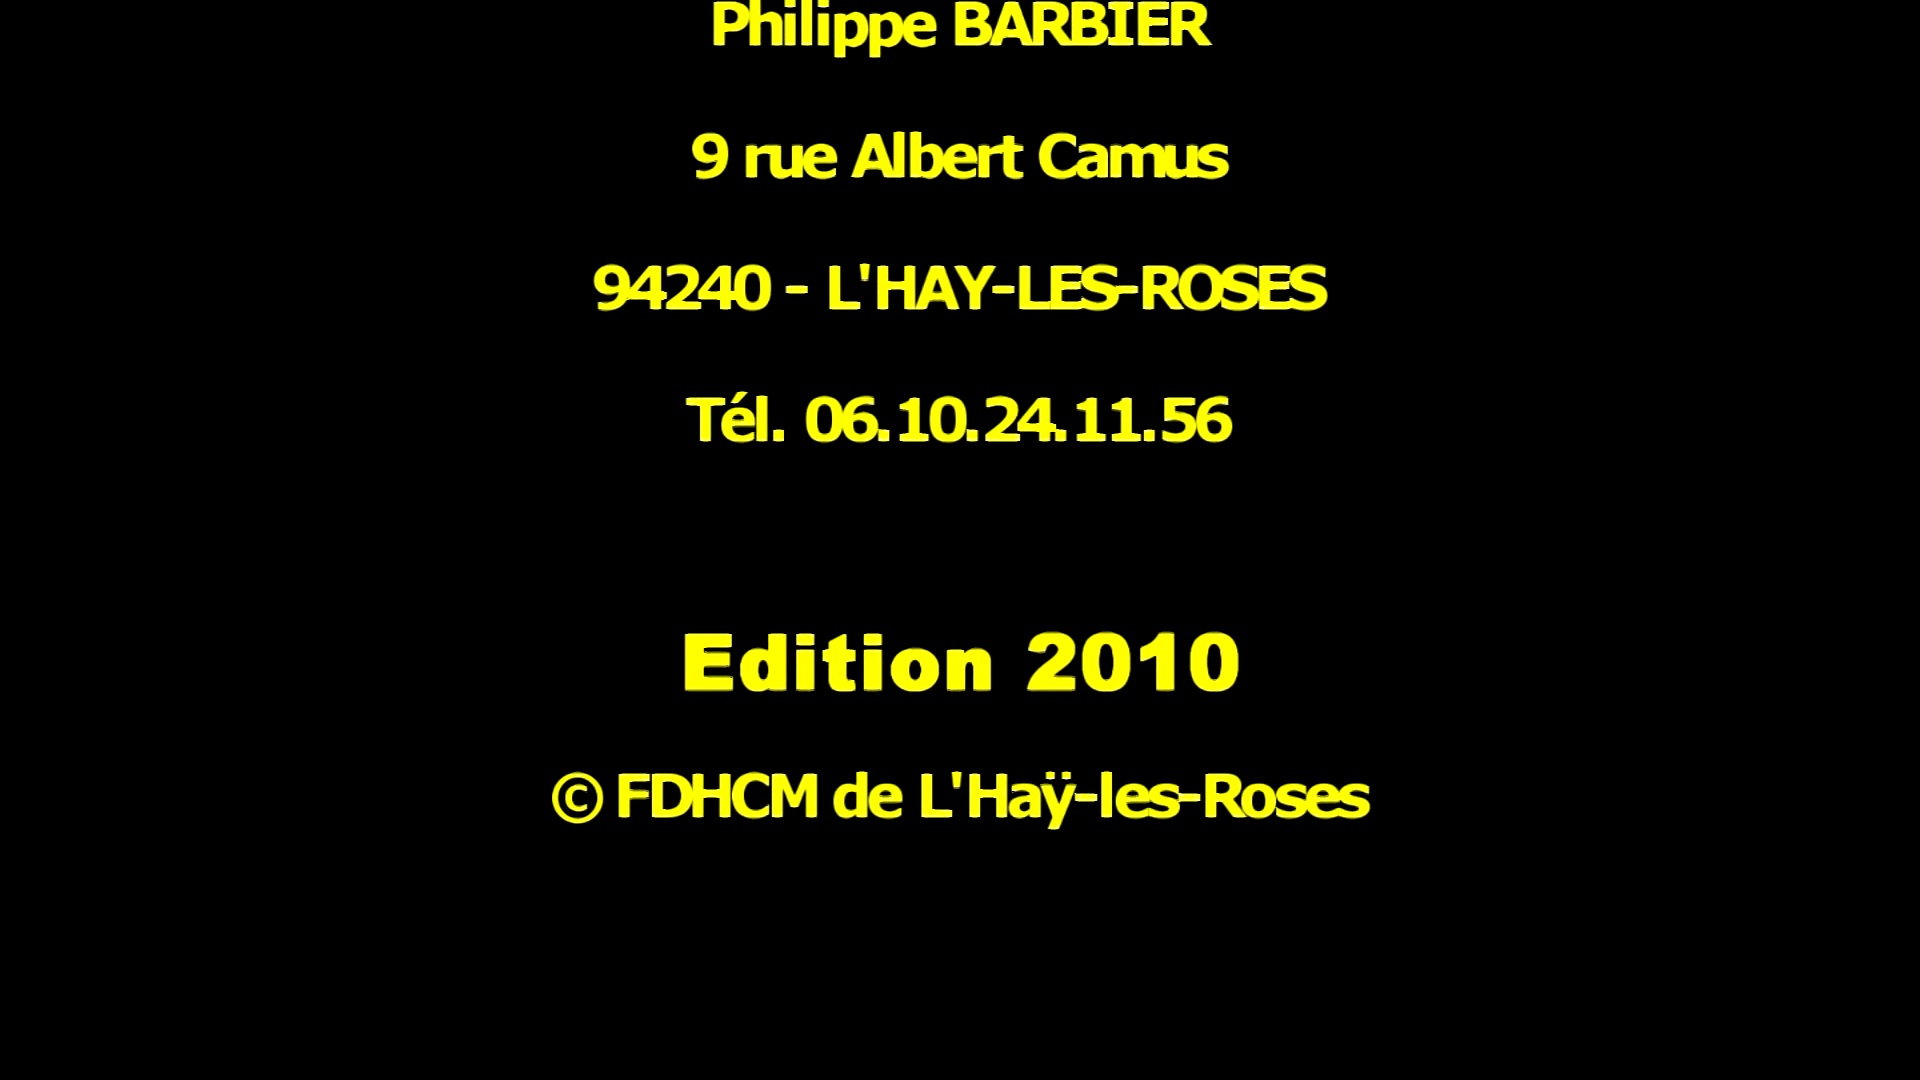 Philippe BARBIER
9 rue Albert Camus
94240 - L'HAY-LES-ROSES
Tél. 06.10.24.11.56
Edition 2010
© FDHCM de L'Haÿ-les-Roses